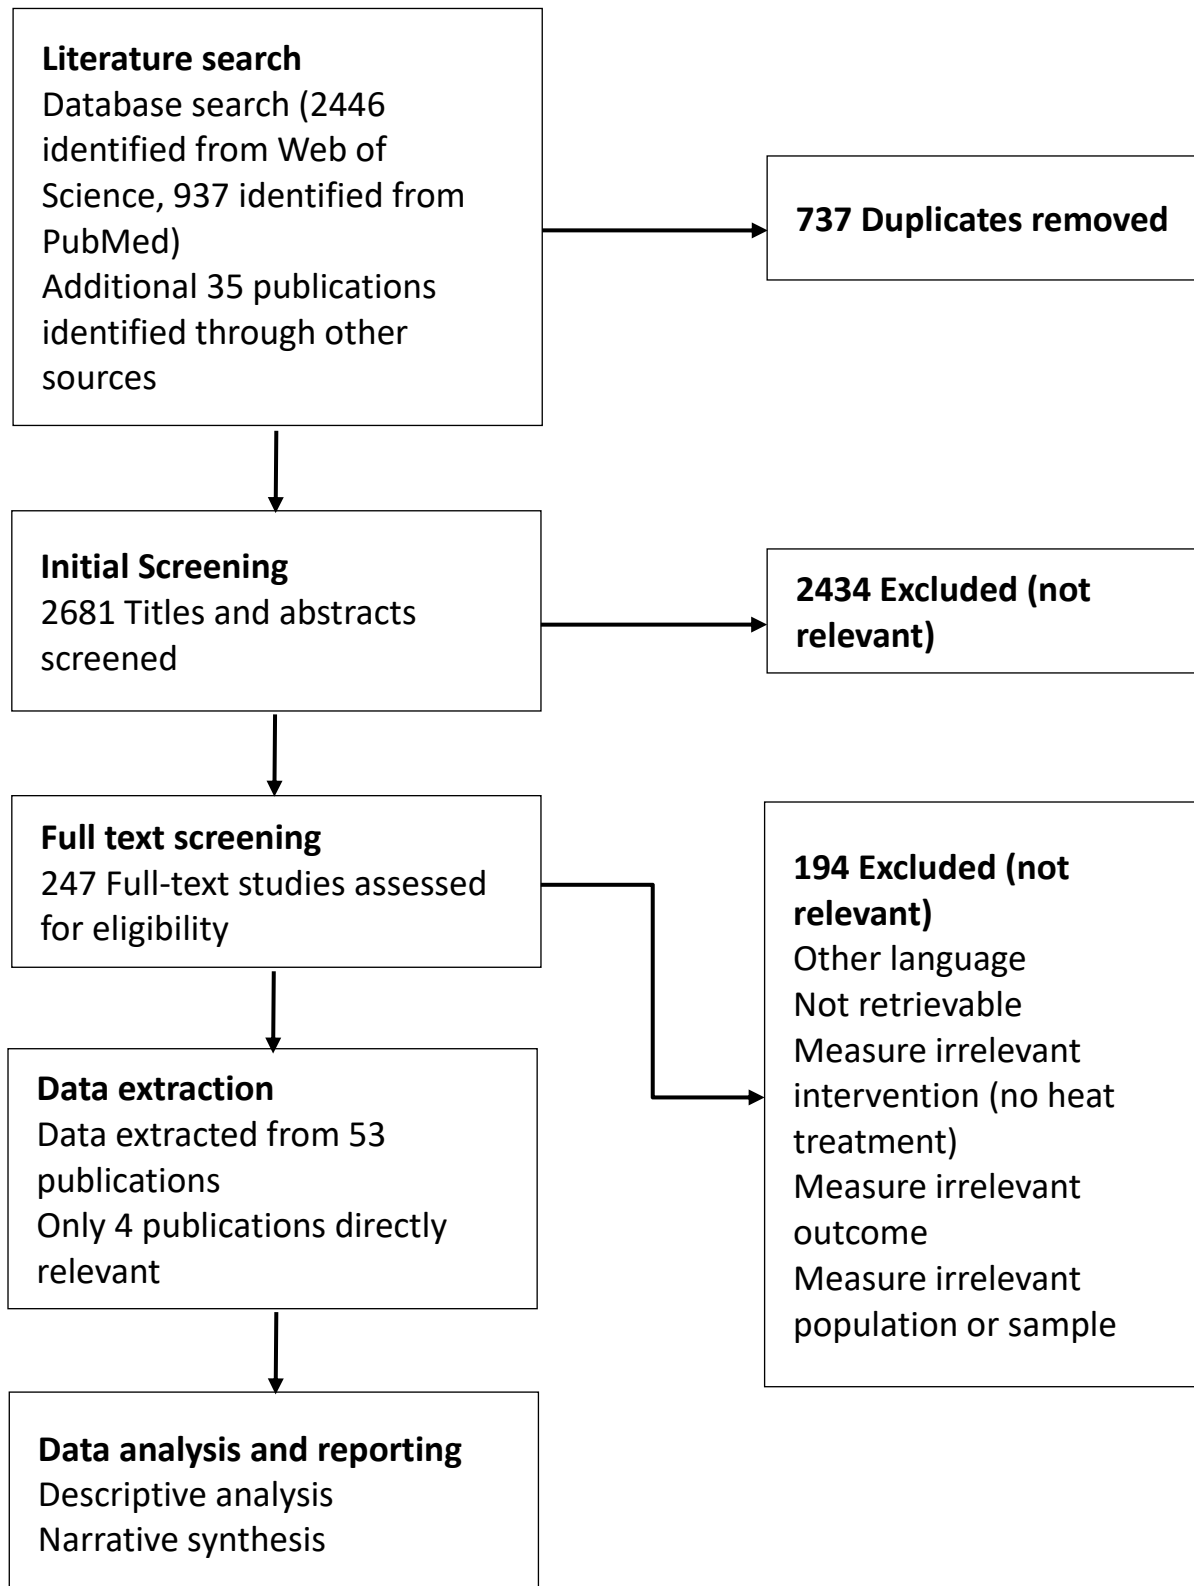 Literature search
Database search (2446
identified from Web of
Science, 937 identified from
PubMed)
Additional 35 publications
identified through other
sources
737 Duplicates removed
Initial Screening
2681 Titles and abstracts
screened
2434 Excluded (not
relevant)
Full text screening
247 Full-text studies assessed
for eligibility
194 Excluded (not
relevant)
Other language
Not retrievable
Measure irrelevant
intervention (no heat
treatment)
Measure irrelevant
outcome
Measure irrelevant
population or sample
Data extraction
Data extracted from 53
publications
Only 4 publications directly
relevant
Data analysis and reporting
Descriptive analysis
Narrative synthesis